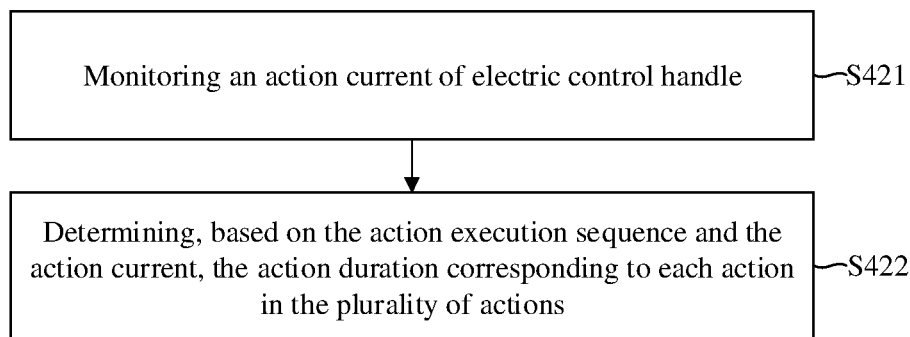 Monitoring an action current of electric control handle
S421
Determining, based on the action execution sequence and the
action current, the action duration corresponding to each action
in the plurality of actions
S422